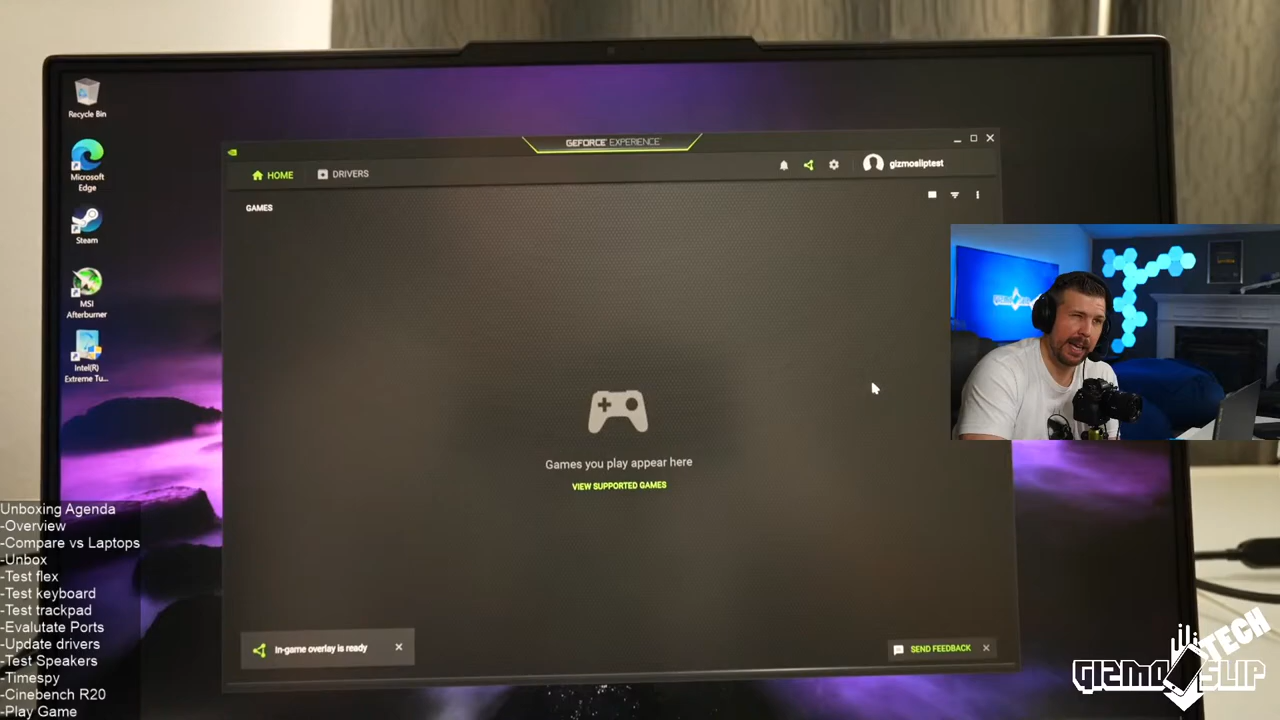 Recycle Bin
Microsoft
Edge
Steam
MSI
Afterburner
Intel(R)
Extreme Tu...
GEFORCE EXPERIENCE
HOME
DRIVERS
gizmosliptest
GAMES
Games you play appear here
VIEW SUPPORTED GAMES
In-game overlay is ready
SEND FEEDBACK
Unboxing Agenda
-Overview
-Compare vs Laptops
-Unbox
-Test flex
-Test keyboard
-Test trackpad
-Evalutate Ports
-Update drivers
-Test Speakers
-Timespy
-Cinebench R20
-Play Game
TECH
GIZMO SLIP